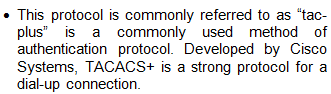 • This protocol is commonly referred to as “tac-
plus” is a commonly used method of
authentication protocol. Developed by Cisco
Systems, TACACS+ is a strong protocol for a
dial-up connection.